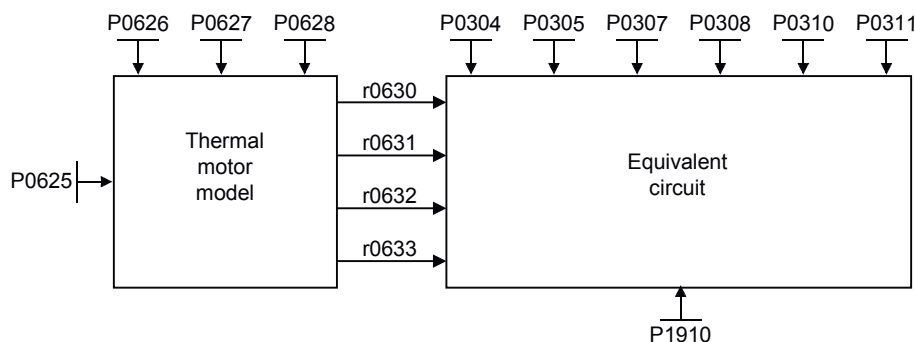 P0626 P0627 P0628 P0304 P0305 P0307 P0308 P0310 P0311
r0630
Thermal
motor
model
r0631
Equivalent
circuit
P0625
r0632
r0633
P1910